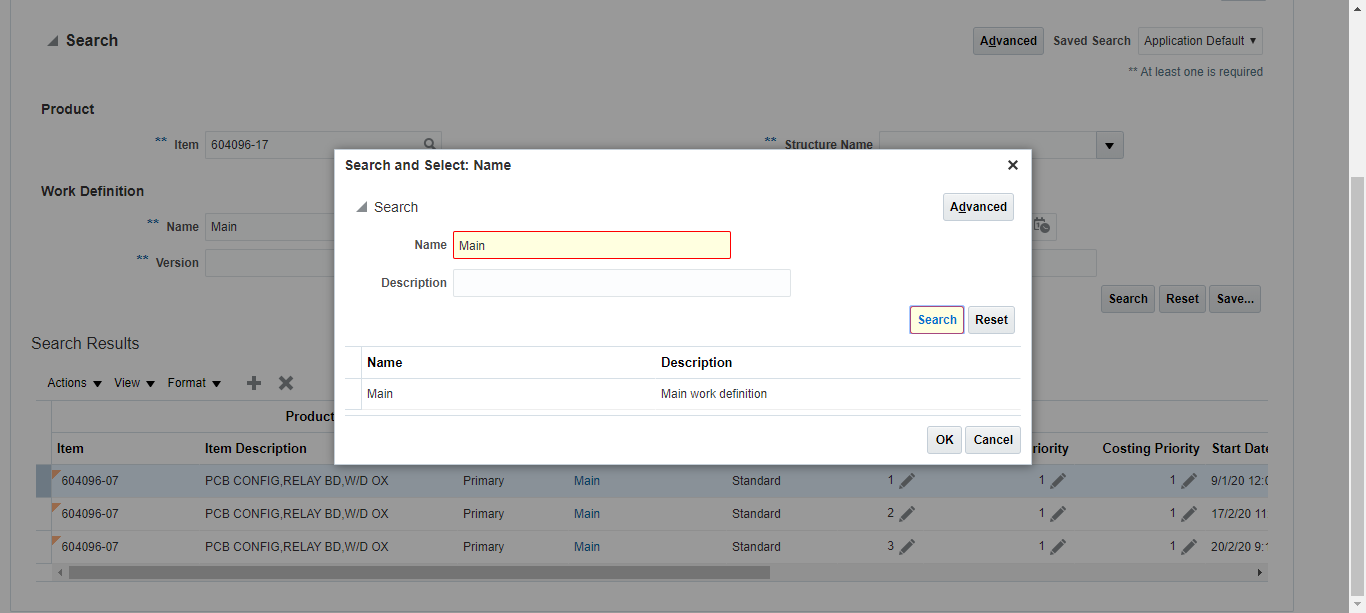 Search
Advanced Saved Search Application Default
** At least one is required
Product
** Item 604096-17
** Structure Name
Work Definition
** Name Main
** Version
Search Reset Save...
Search and Select: Name
Search
Advanced
Name Main
Description
Search Reset
Name Description
Main Main work definition
OK Cancel
Search Results
Actions View Format
Product
Item Item Description riority Costing Priority Start Date
604096-07 PCB CONFIG,RELAY BD,W/D OX Primary Main Standard 1 1 1 9/1/20 12:0
604096-07 PCB CONFIG,RELAY BD,W/D OX Primary Main Standard 2 1 1 17/2/20 11
604096-07 PCB CONFIG,RELAY BD,W/D OX Primary Main Standard 3 1 1 20/2/20 9:1